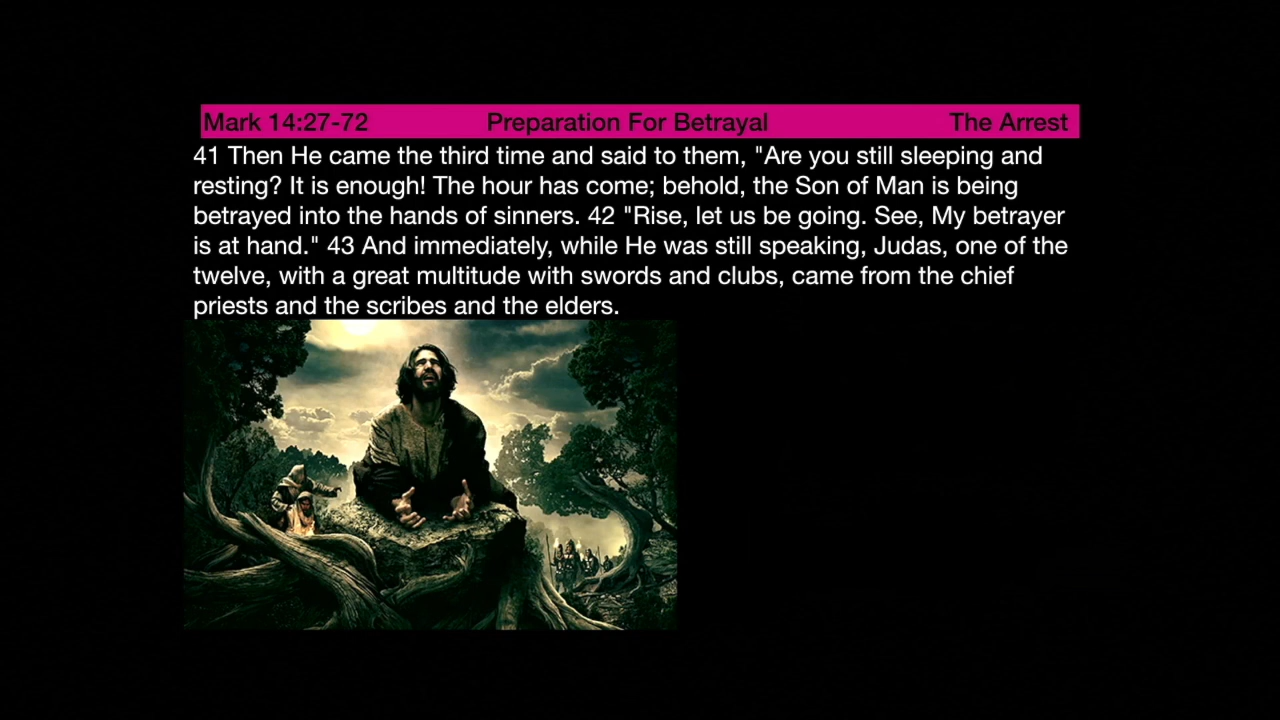 Mark 14:27-72 Preparation For Betrayal The Arrest
41 Then He came the third time and said to them, "Are you still sleeping and
resting? It is enough! The hour has come; behold, the Son of Man is being
betrayed into the hands of sinners. 42 "Rise, let us be going. See, My betrayer
is at hand." 43 And immediately, while He was still speaking, Judas, one of the
twelve, with a great multitude with swords and clubs, came from the chief
priests and the scribes and the elders.